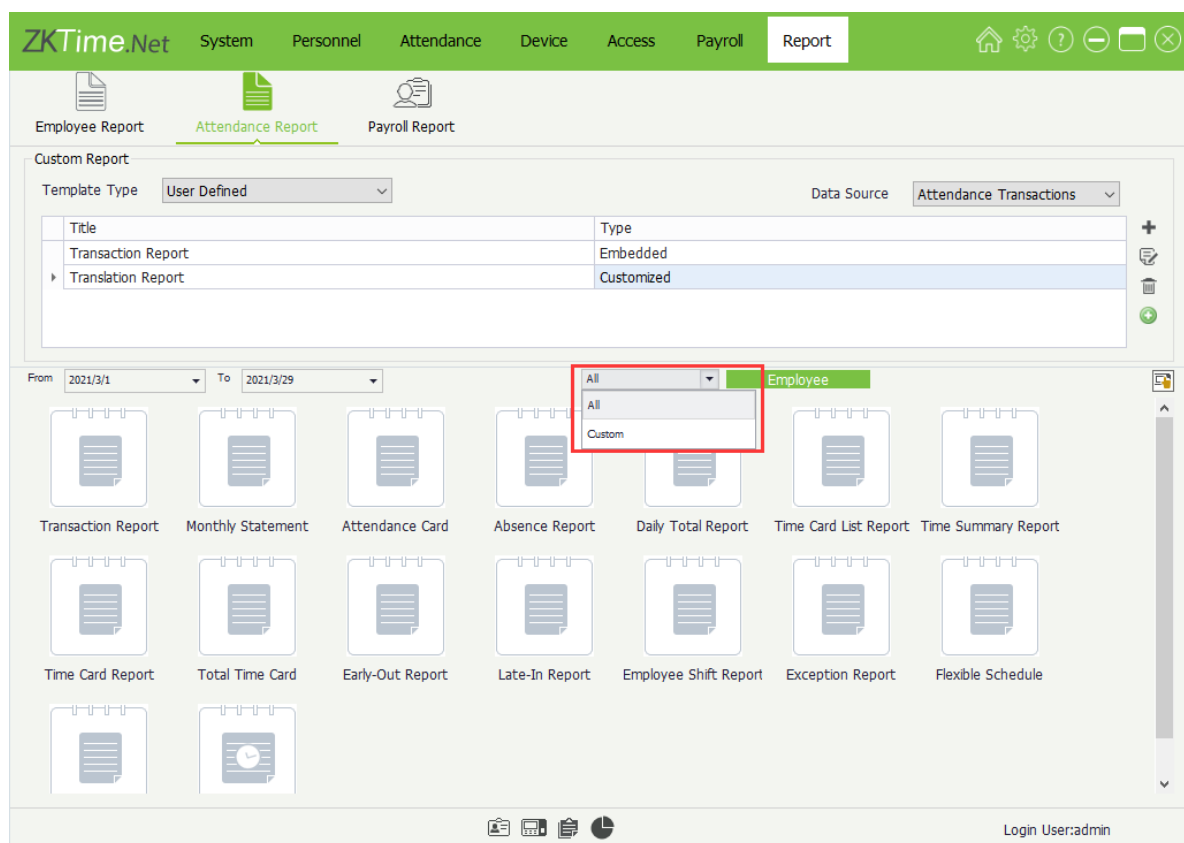 ZKTime.Net System Personnel Attendance Device Access Payroll Report
Employee Report Attendance Report Payroll Report
Custom Report
Template Type User Defined Data Source Attendance Transactions
Title Type
Transaction Report Embedded
Translation Report Customized
From 2021/3/1 To 2021/3/29 All Employee
All
Custom
Transaction Report Monthly Statement Attendance Card Absence Report Daily Total Report Time Card List Report Time Summary Report
Time Card Report Total Time Card Early-Out Report Late-In Report Employee Shift Report Exception Report Flexible Schedule
Login User:admin